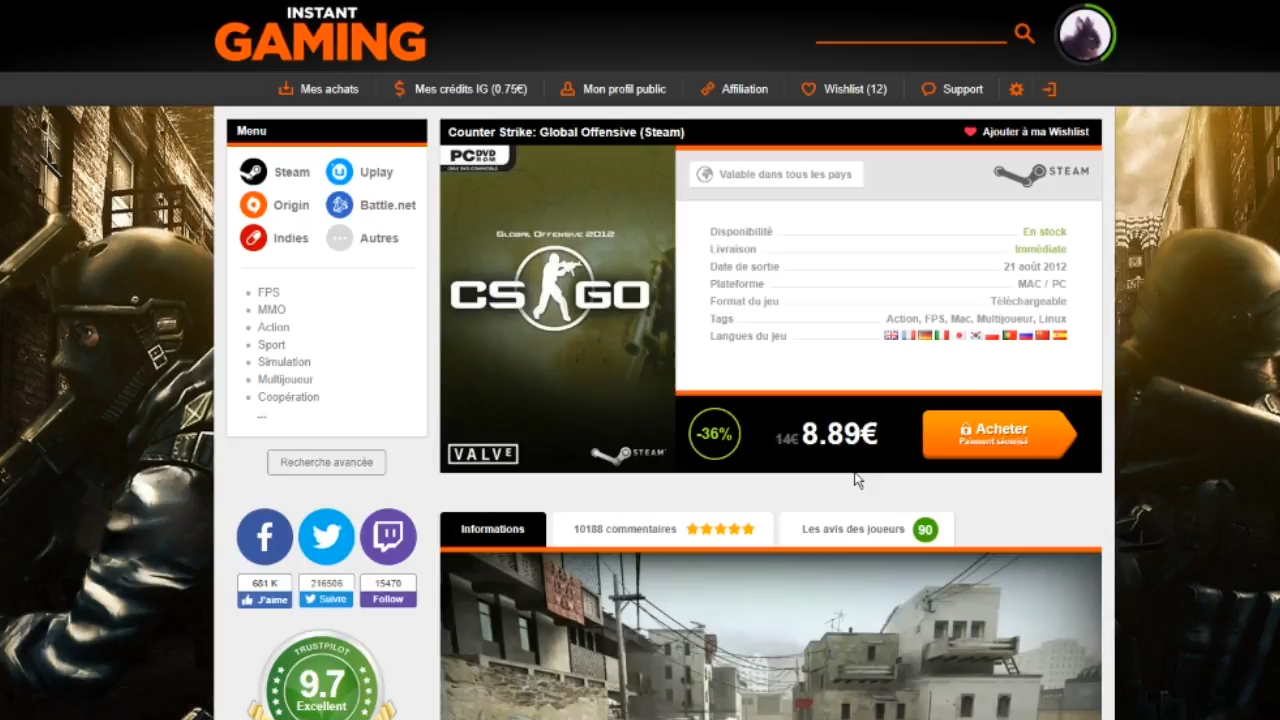 INSTANT
GAMING
Mes achats
Mes crédits IG (0.75€)
Mon profil public
Affiliation
Wishlist (12)
Support
Menu
Steam
Uplay
Origin
Battle.net
Indies
Autres
FPS
MMO
Action
Sport
Simulation
Multijoueur
Coopération
...
Recherche avancée
681 K
216506
15470
J'aime
Suivre
Follow
TRUSTPILOT
9.7
Excellent
Counter Strike: Global Offensive (Steam)
Ajouter à ma Wishlist
PC DVD
ROM
GLOBAL OFFENSIVE 2012
CS GO
VALVE
STEAM
Valable dans tous les pays
STEAM
Disponibilité En stock
Livraison Immédiate
Date de sortie 21 août 2012
Plateforme MAC / PC
Format du jeu Téléchargeable
Tags Action, FPS, Mac, Multijoueur, Linux
Langues du jeu
-36%
14€ 8.89€
Acheter
Paiement sécurisé
Informations
10188 commentaires
Les avis des joueurs 90